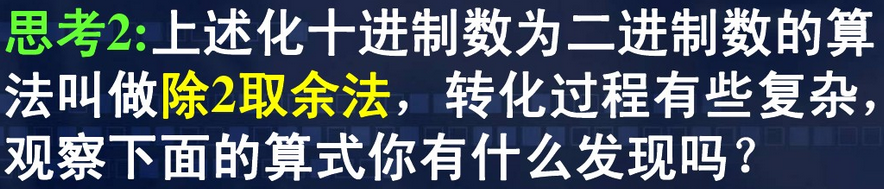 思考2:上述化十进制数为二进制数的算
法叫做除2取余法，转化过程有些复杂，
观察下面的算式你有什么发现吗？